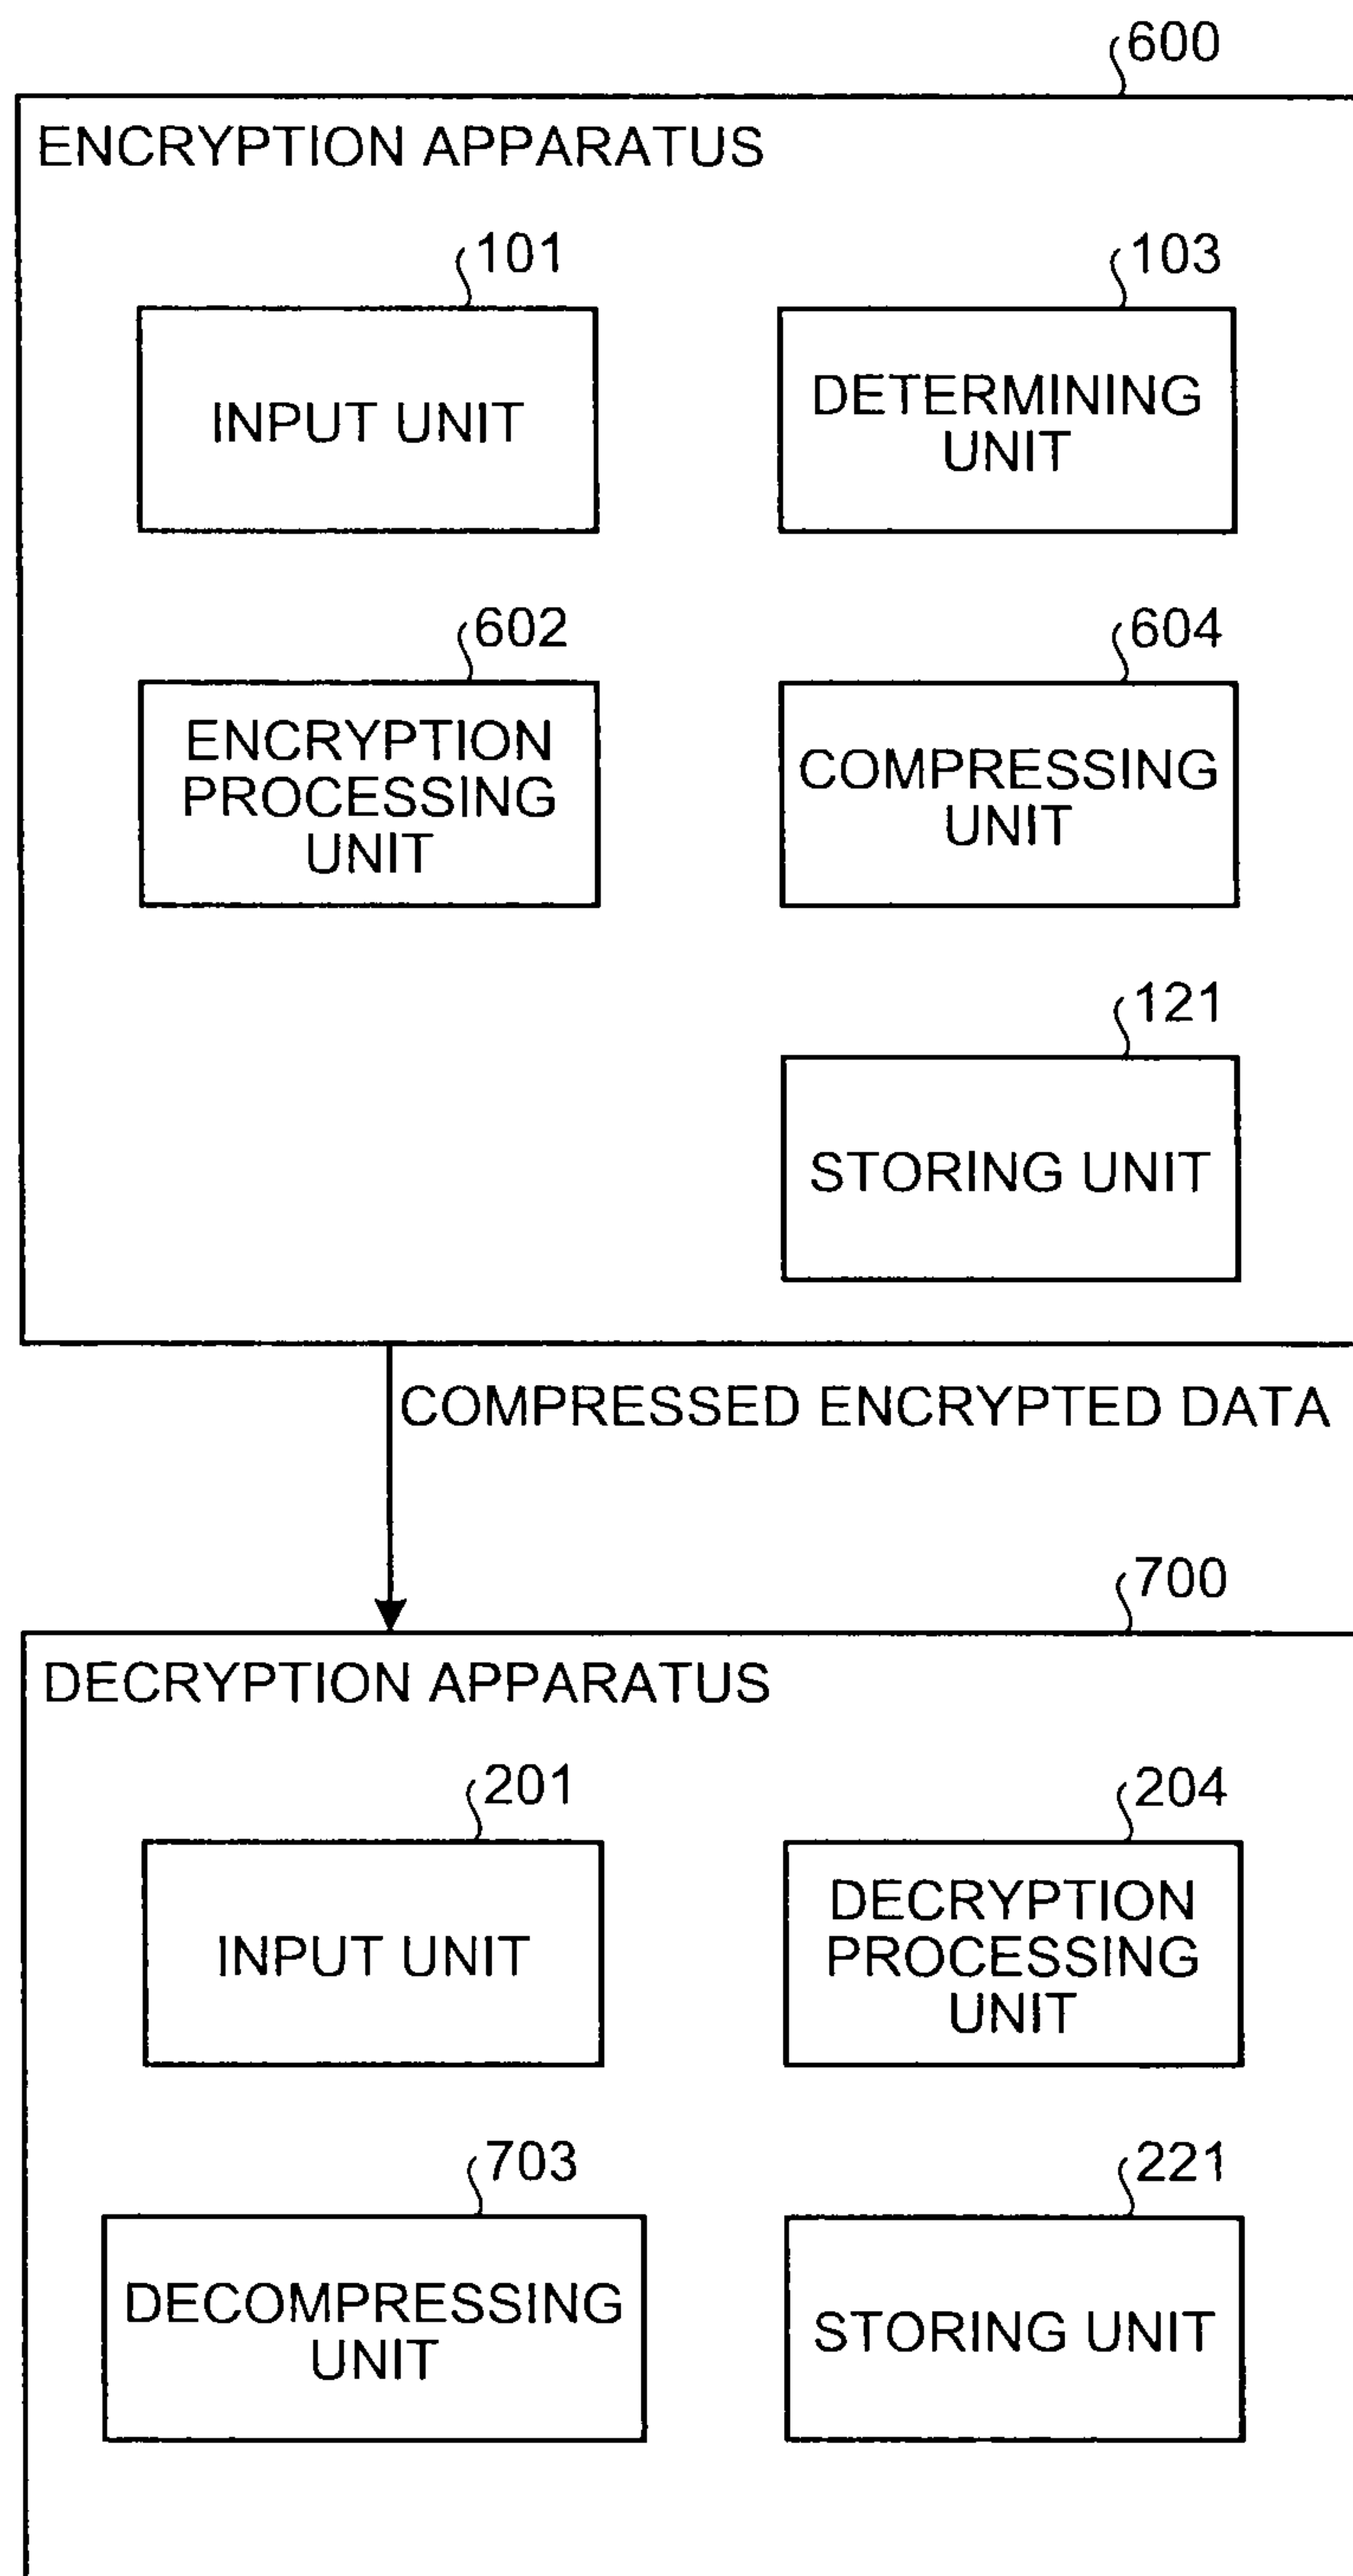 600
ENCRYPTION APPARATUS
101
103
INPUT UNIT
DETERMINING
UNIT
602
604
ENCRYPTION
PROCESSING
UNIT
COMPRESSING
UNIT
121
STORING UNIT
COMPRESSED ENCRYPTED DATA
700
DECRYPTION APPARATUS
201
204
INPUT UNIT
DECRYPTION
PROCESSING
UNIT
703
221
DECOMPRESSING
UNIT
STORING UNIT